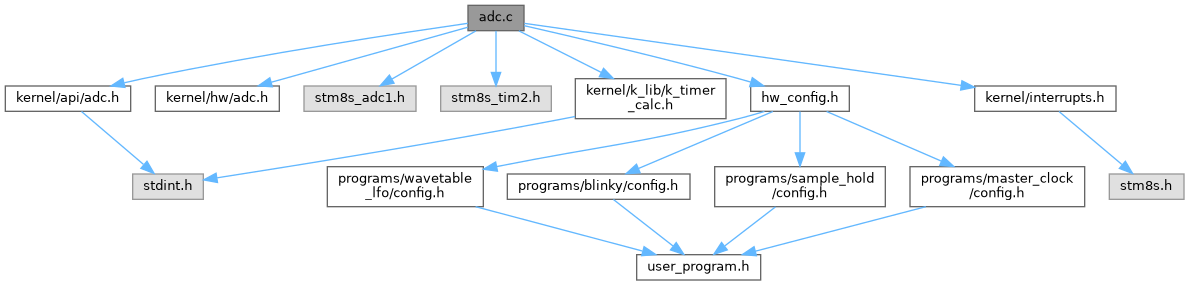 adc.c
kernel/api/adc.h
kernel/hw/adc.h
stm8s_adc1.h
stm8s_tim2.h
kernel/k_lib/k_timer
_calc.h
hw_config.h
kernel/interrupts.h
stdint.h
programs/wavetable
_lfo/config.h
programs/blinky/config.h
programs/sample_hold
/config.h
programs/master_clock
/config.h
stm8s.h
user_program.h